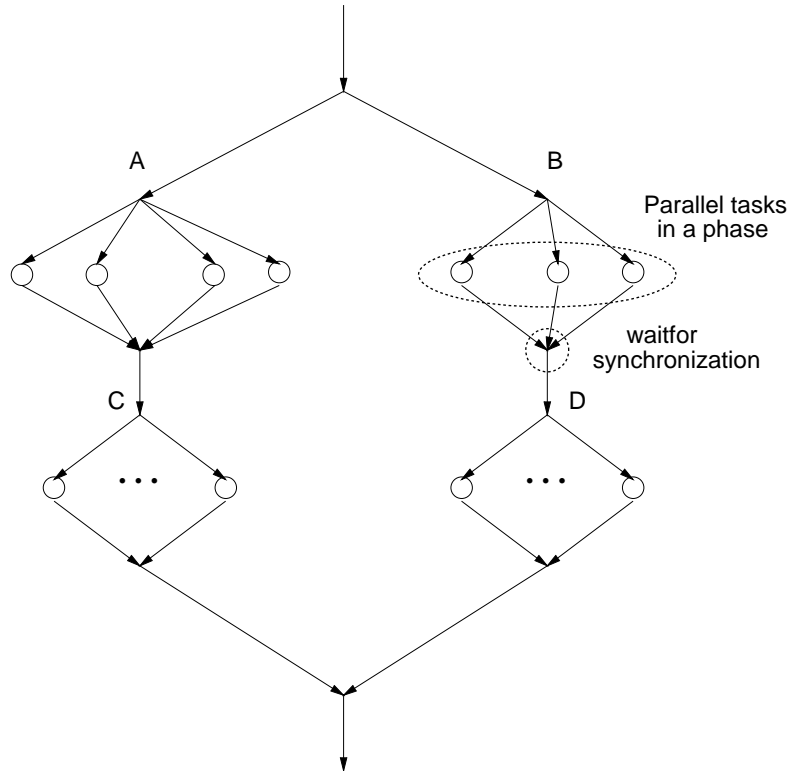 A
B
Parallel tasks
in a phase
waitfor
synchronization
C
D